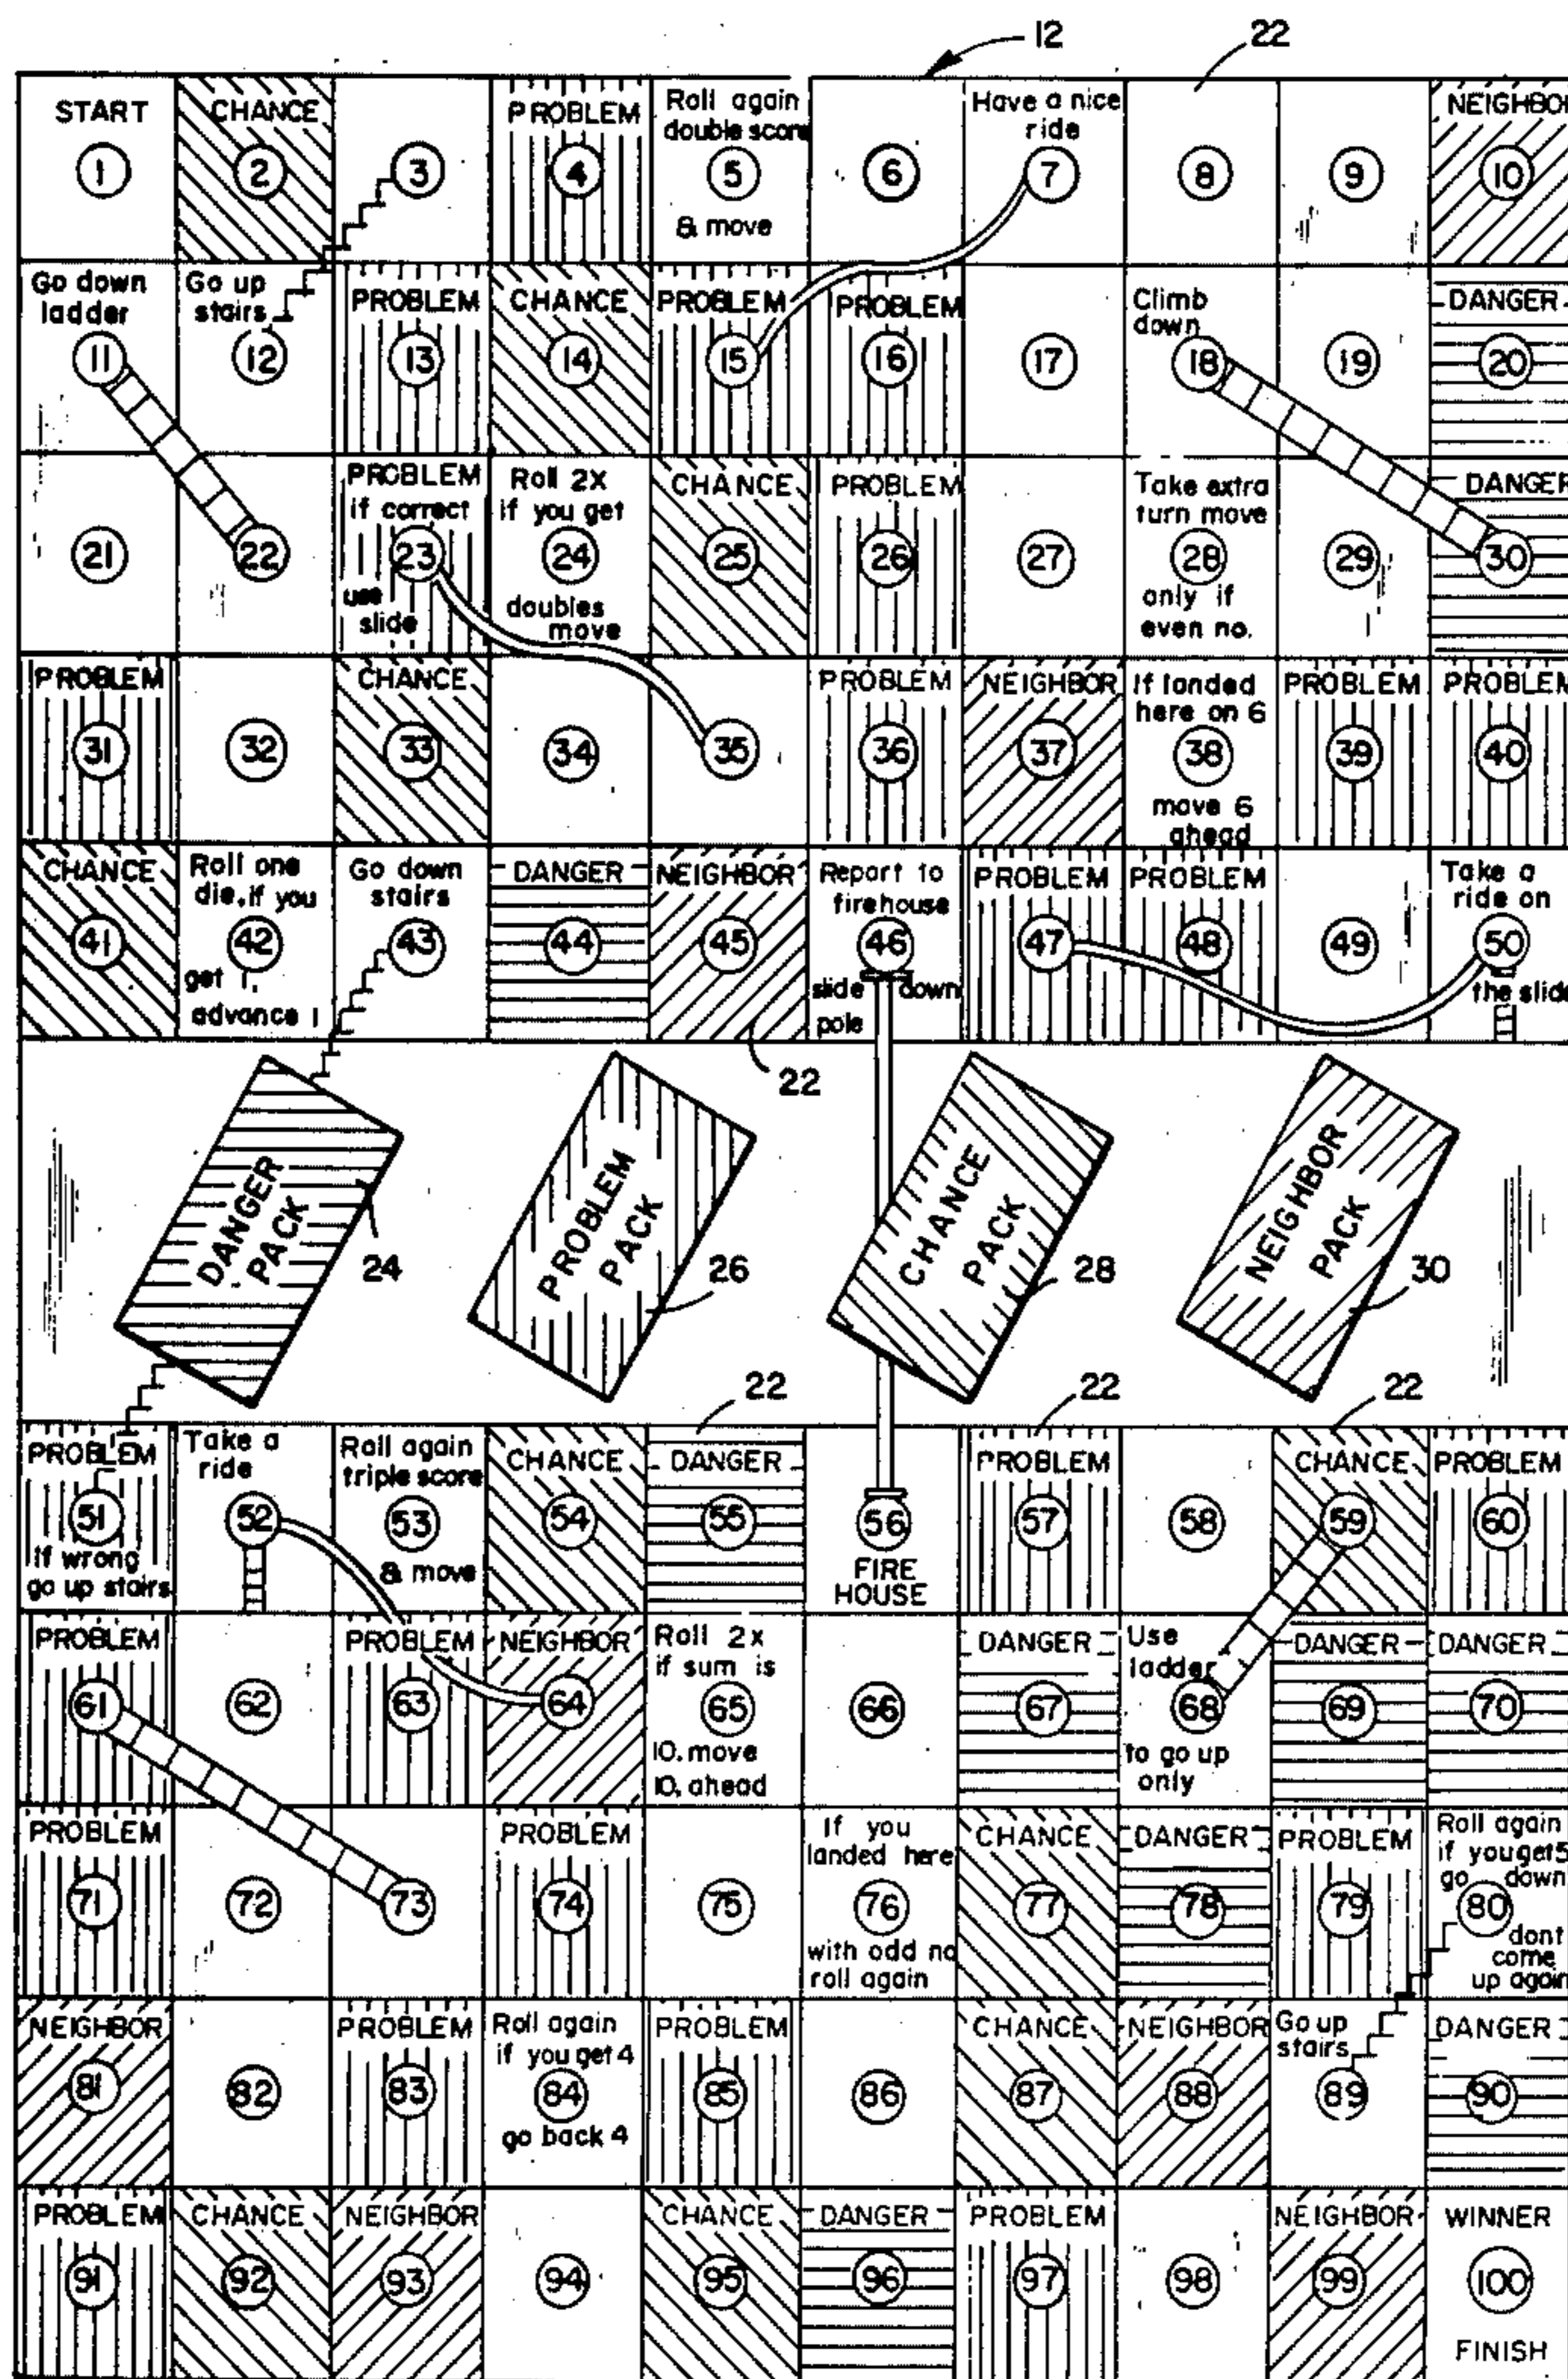 12
22
START
1
CHANCE
2
3
PROBLEM
4
Roll again
double score
5
& move
6
Have a nice
ride
7
8
9
NEIGHBOR
10
Go down
ladder
11
Go up
stairs
12
PROBLEM
13
CHANCE
14
PROBLEM
15
PROBLEM
16
17
Climb
down
18
19
DANGER
20
21
22
PROBLEM
if correct
23
use
slide
Roll 2X
if you get
24
doubles
move
CHANCE
25
PROBLEM
26
27
Take extra
turn move
28
only if
even no.
29
DANGER
30
PROBLEM
31
32
CHANCE
33
34
35
PROBLEM
36
NEIGHBOR
37
If landed
here on 6
38
move 6
ahead
PROBLEM
39
PROBLEM
40
CHANCE
41
Roll one
die, if you
42
get 1,
advance 1
Go down
stairs
43
DANGER
44
NEIGHBOR
45
Report to
firehouse
46
slide down
pole
PROBLEM
47
PROBLEM
48
49
Take a
ride on
50
the slide
22
DANGER
PACK
24
PROBLEM
PACK
26
CHANCE
PACK
28
NEIGHBOR
PACK
30
22
22
22
PROBLEM
51
If wrong
go up stairs
Take a
ride
52
Roll again
triple score
53
& move
CHANCE
54
DANGER
55
56
FIRE
HOUSE
PROBLEM
57
58
CHANCE
59
PROBLEM
60
PROBLEM
61
62
PROBLEM
63
NEIGHBOR
64
Roll 2x
if sum is
65
10, move
10, ahead
66
DANGER
67
Use
ladder
68
to go up
only
DANGER
69
DANGER
70
PROBLEM
71
72
73
PROBLEM
74
75
If you
landed here
76
with odd no
roll again
CHANCE
77
DANGER
78
PROBLEM
79
Roll again
if you get 5
go down
80
dont
come
up again
NEIGHBOR
81
82
PROBLEM
83
Roll again
if you get 4
84
go back 4
PROBLEM
85
86
CHANCE
87
NEIGHBOR
88
Go up
stairs
89
DANGER
90
PROBLEM
91
CHANCE
92
NEIGHBOR
93
94
CHANCE
95
DANGER
96
PROBLEM
97
98
NEIGHBOR
99
WINNER
100
FINISH